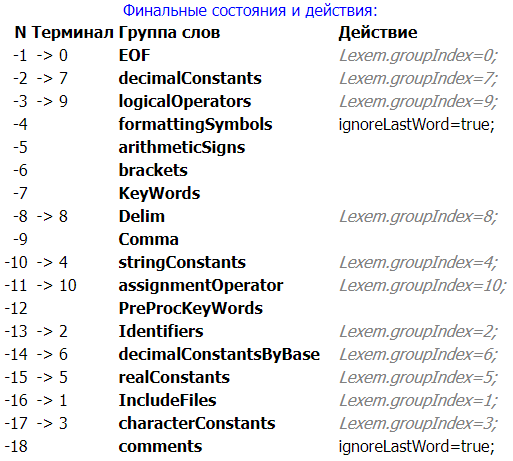 Финальные состояния и действия:
N Терминал Группа слов Действие
-1 -> 0 EOF Lexem.groupIndex=0;
-2 -> 7 decimalConstants Lexem.groupIndex=7;
-3 -> 9 logicalOperators Lexem.groupIndex=9;
-4 formattingSymbols ignoreLastWord=true;
-5 arithmeticSigns
-6 brackets
-7 KeyWords
-8 -> 8 Delim Lexem.groupIndex=8;
-9 Comma
-10 -> 4 stringConstants Lexem.groupIndex=4;
-11 -> 10 assignmentOperator Lexem.groupIndex=10;
-12 PreProcKeyWords
-13 -> 2 Identifiers Lexem.groupIndex=2;
-14 -> 6 decimalConstantsByBase Lexem.groupIndex=6;
-15 -> 5 realConstants Lexem.groupIndex=5;
-16 -> 1 IncludeFiles Lexem.groupIndex=1;
-17 -> 3 characterConstants Lexem.groupIndex=3;
-18 comments ignoreLastWord=true;